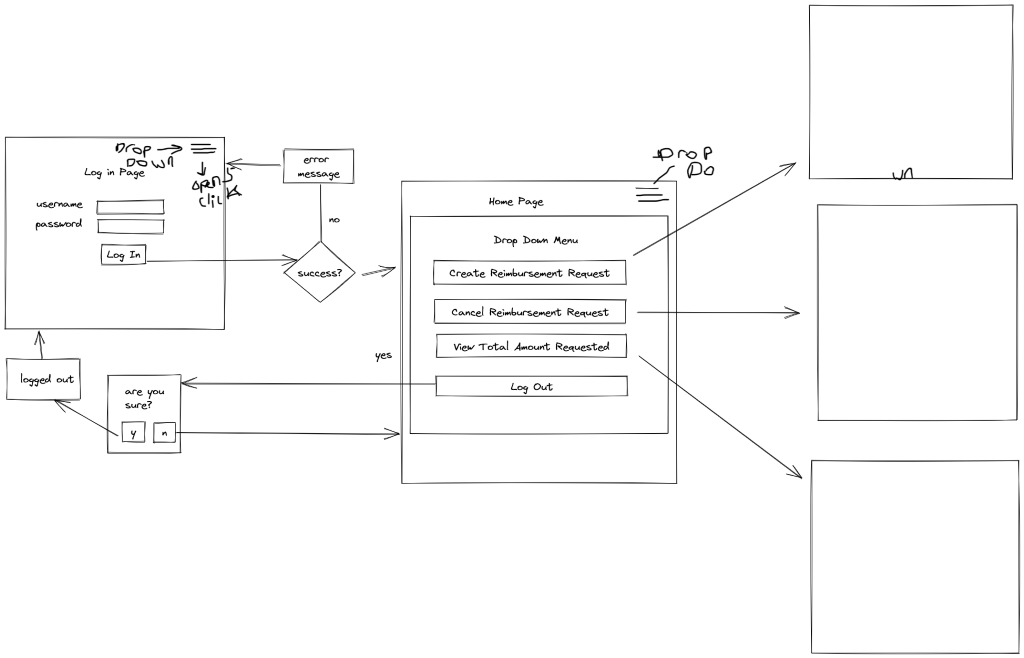 Drop
Down
Log in Page
opens
click
username
password
Log In
error
message
no
success?
yes
logged out
are you
sure?
y
n
Drop
Do
wn
Home Page
Drop Down Menu
Create Reimbursement Request
Cancel Reimbursement Request
View Total Amount Requested
Log Out